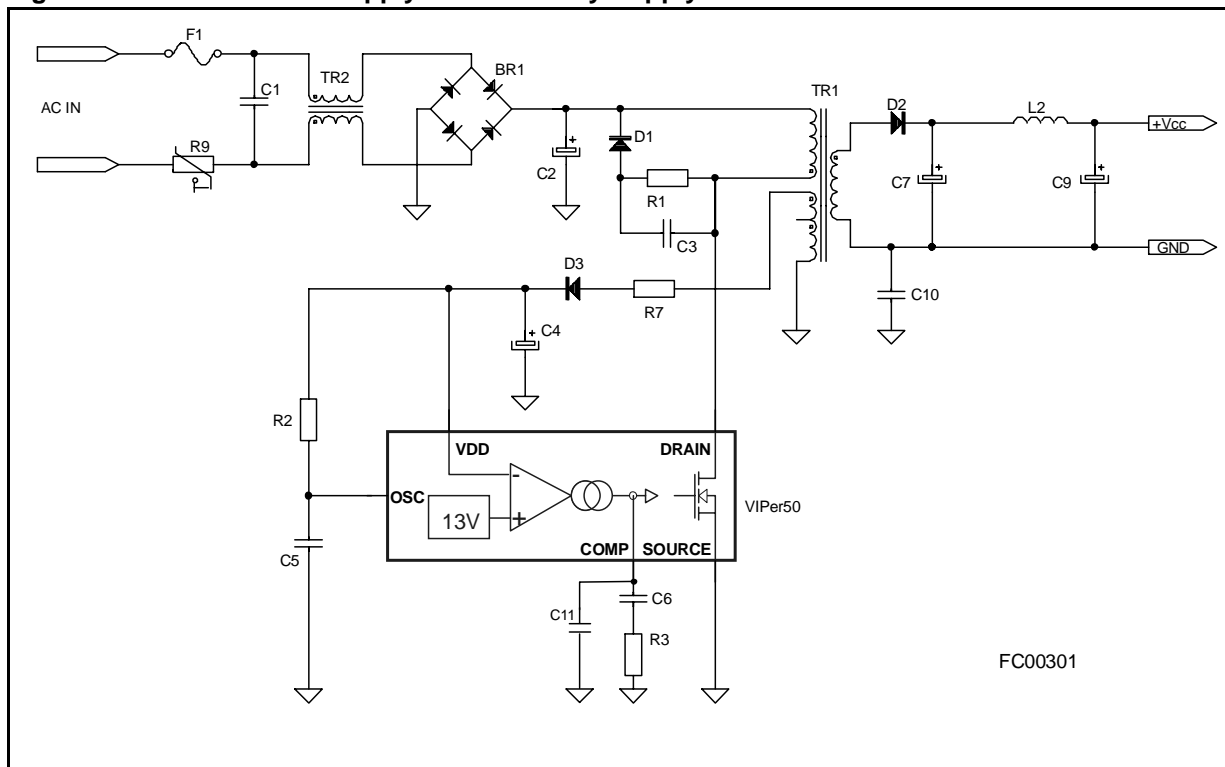 F1
BR1
TR2
TR1
D2
L2
C1
+Vcc
AC IN
D1
R9
C2
R1
C7
C9
C3
GND
D3
C10
R7
C4
R2
VDD
DRAIN
-
OSC
VIPer50
13V
+
COMP SOURCE
C5
C6
C11
R3
FC00301